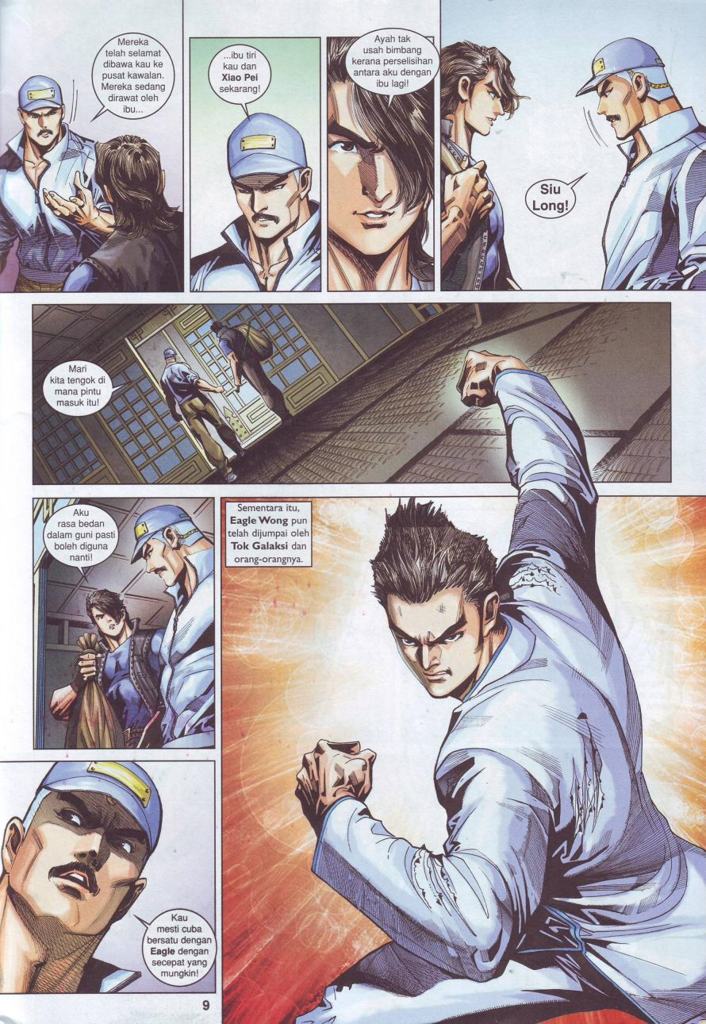 Mereka
telah selamat
dibawa kau ke
pusat kawalan.
Mereka sedang
dirawat oleh
ibu...
...ibu tiri
kau dan
Xiao Pei
sekarang!
Ayah tak
usah bimbang
kerana perselisihan
antara aku dengan
ibu lagi!
Siu
Long!
Mari
kita tengok di
mana pintu
masuk itu!
Aku
rasa bedan
dalam guni pasti
boleh diguna
nanti!
Sementara itu,
Eagle Wong pun
telah dijumpai oleh
Tok Galaksi dan
orang-orangnya.
Kau
mesti cuba
bersatu dengan
Eagle dengan
secepat yang
mungkin!
9